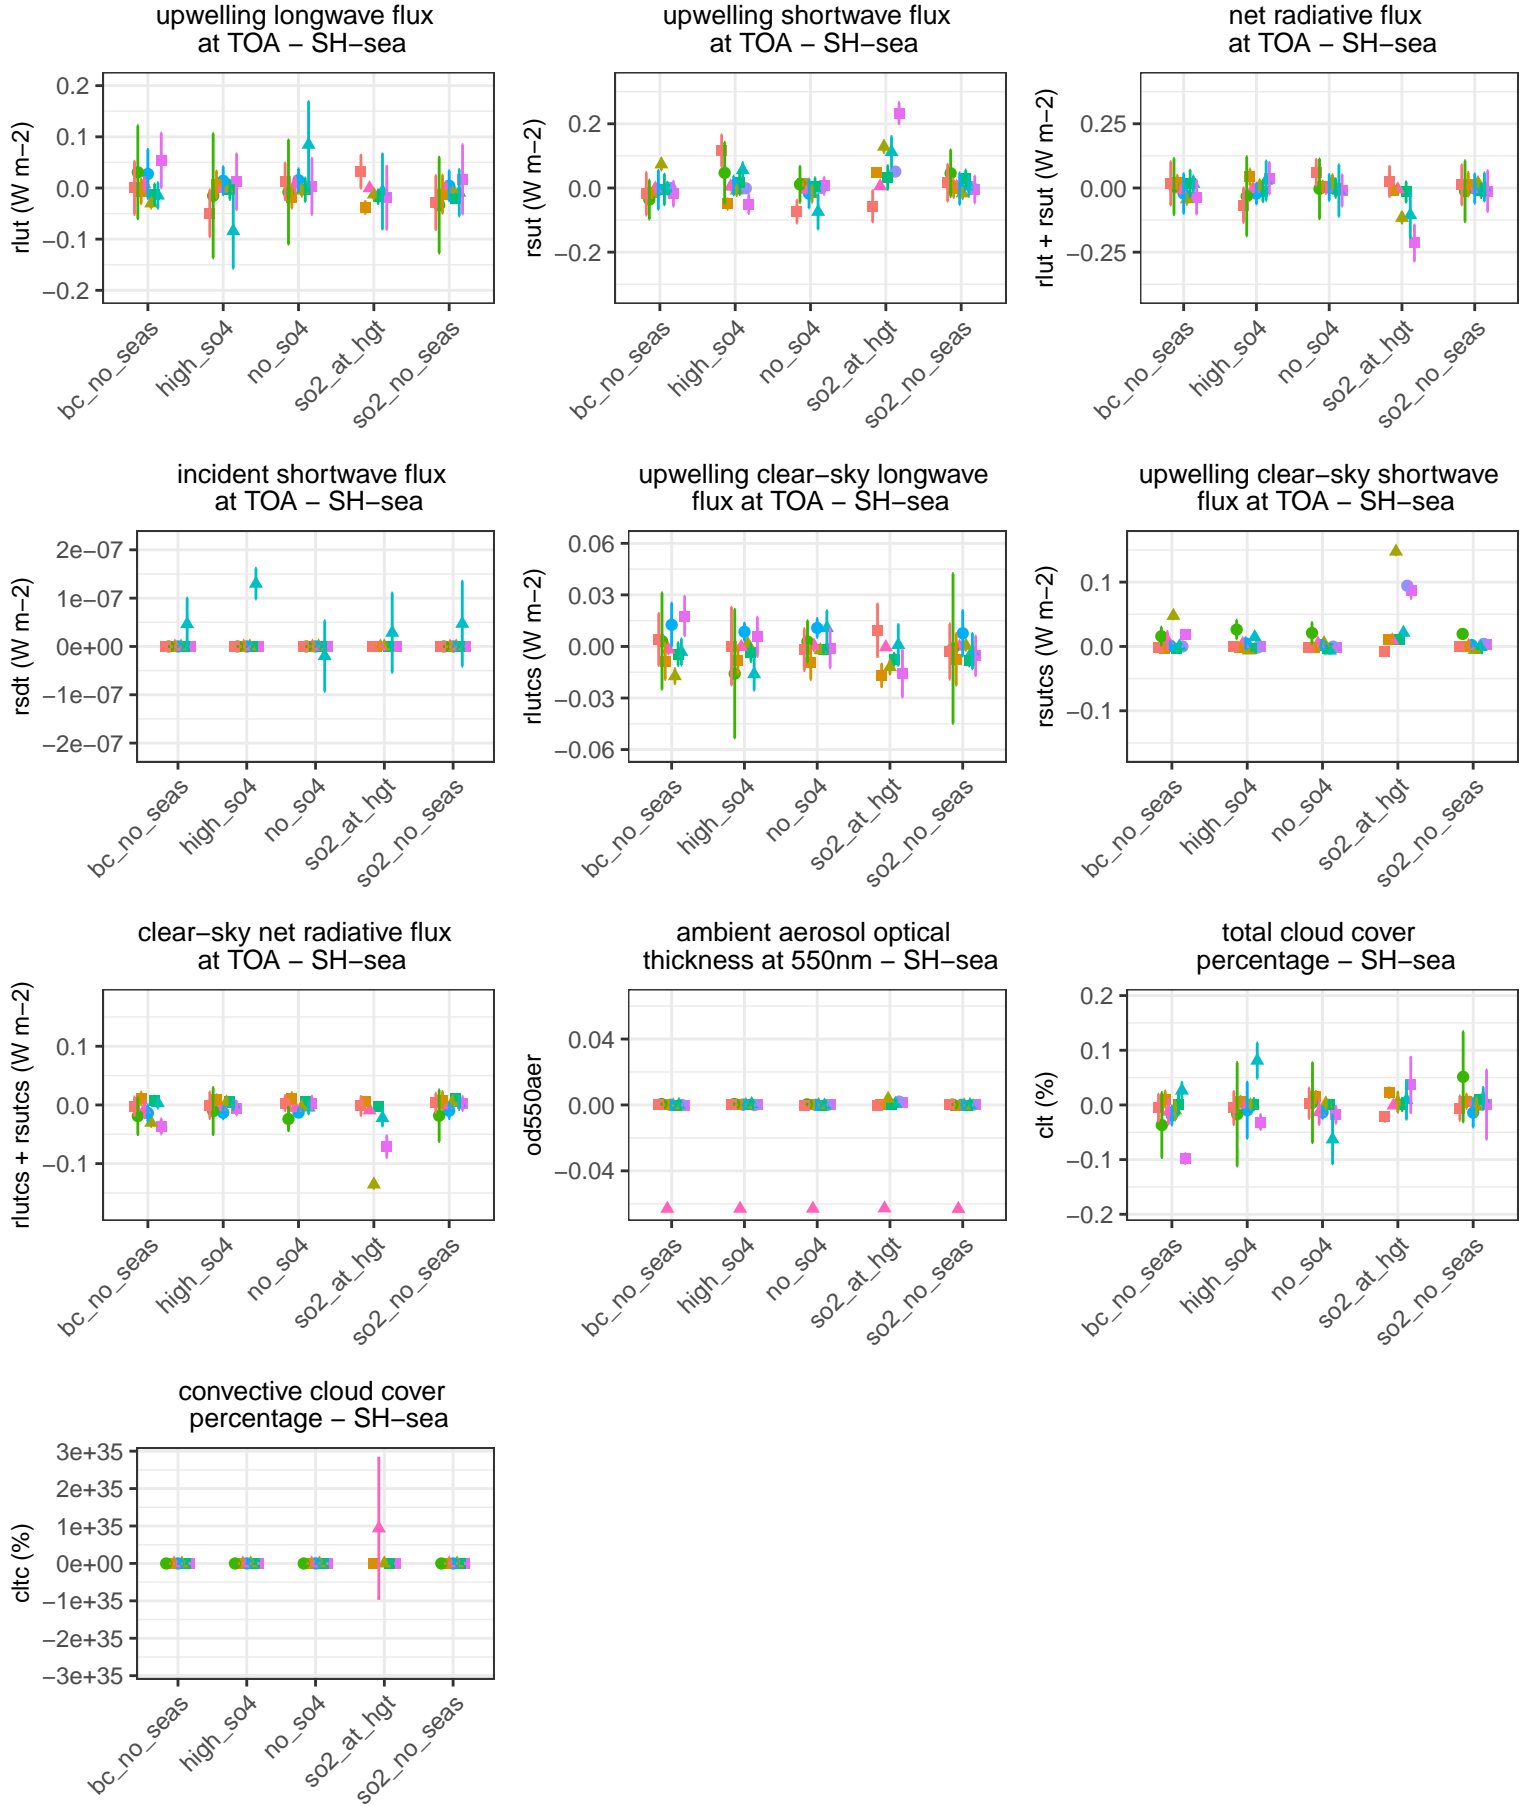 upwelling longwave flux
at TOA − SH−sea
rlut (W m−2)
0.2
0.1
0.0
−0.1
−0.2
bc_no_seas
high_so4
no_so4
so2_at_hgt
so2_no_seas
upwelling shortwave flux
at TOA − SH−sea
rsut (W m−2)
0.2
0.0
−0.2
bc_no_seas
high_so4
no_so4
so2_at_hgt
so2_no_seas
net radiative flux
at TOA − SH−sea
rlut + rsut (W m−2)
0.25
0.00
−0.25
bc_no_seas
high_so4
no_so4
so2_at_hgt
so2_no_seas
incident shortwave flux
at TOA − SH−sea
rsdt (W m−2)
2e−07
1e−07
0e+00
−1e−07
−2e−07
bc_no_seas
high_so4
no_so4
so2_at_hgt
so2_no_seas
upwelling clear−sky longwave
flux at TOA − SH−sea
rlutcs (W m−2)
0.06
0.03
0.00
−0.03
−0.06
bc_no_seas
high_so4
no_so4
so2_at_hgt
so2_no_seas
upwelling clear−sky shortwave
flux at TOA − SH−sea
rsutcs (W m−2)
0.1
0.0
−0.1
bc_no_seas
high_so4
no_so4
so2_at_hgt
so2_no_seas
clear−sky net radiative flux
at TOA − SH−sea
rlutcs + rsutcs (W m−2)
0.1
0.0
−0.1
bc_no_seas
high_so4
no_so4
so2_at_hgt
so2_no_seas
ambient aerosol optical
thickness at 550nm − SH−sea
od550aer
0.04
0.00
−0.04
bc_no_seas
high_so4
no_so4
so2_at_hgt
so2_no_seas
total cloud cover
percentage − SH−sea
clt (%)
0.2
0.1
0.0
−0.1
−0.2
bc_no_seas
high_so4
no_so4
so2_at_hgt
so2_no_seas
convective cloud cover
percentage − SH−sea
cltc (%)
3e+35
2e+35
1e+35
0e+00
−1e+35
−2e+35
−3e+35
bc_no_seas
high_so4
no_so4
so2_at_hgt
so2_no_seas